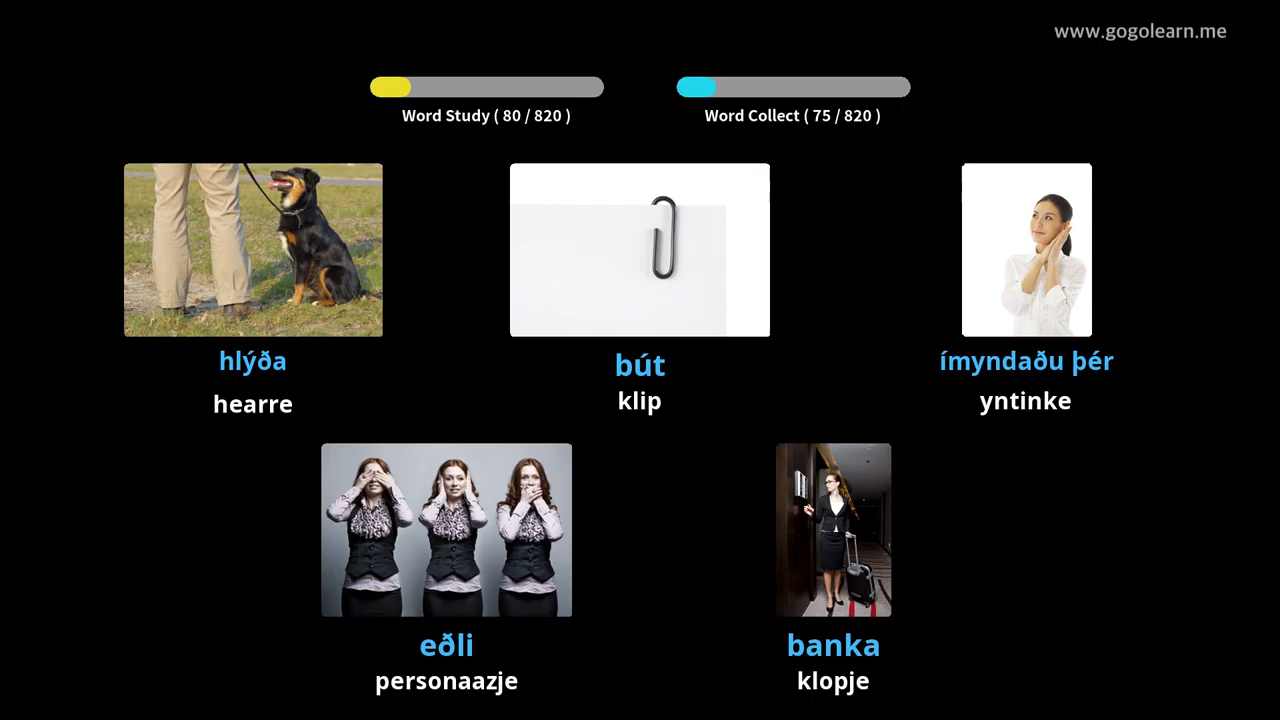 www.gogolearn.me
Word Study ( 80 / 820 )
Word Collect ( 75 / 820 )
hlýða
hearre
bút
klip
ímyndaðu þér
yntinke
eðli
personaazje
banka
klopje